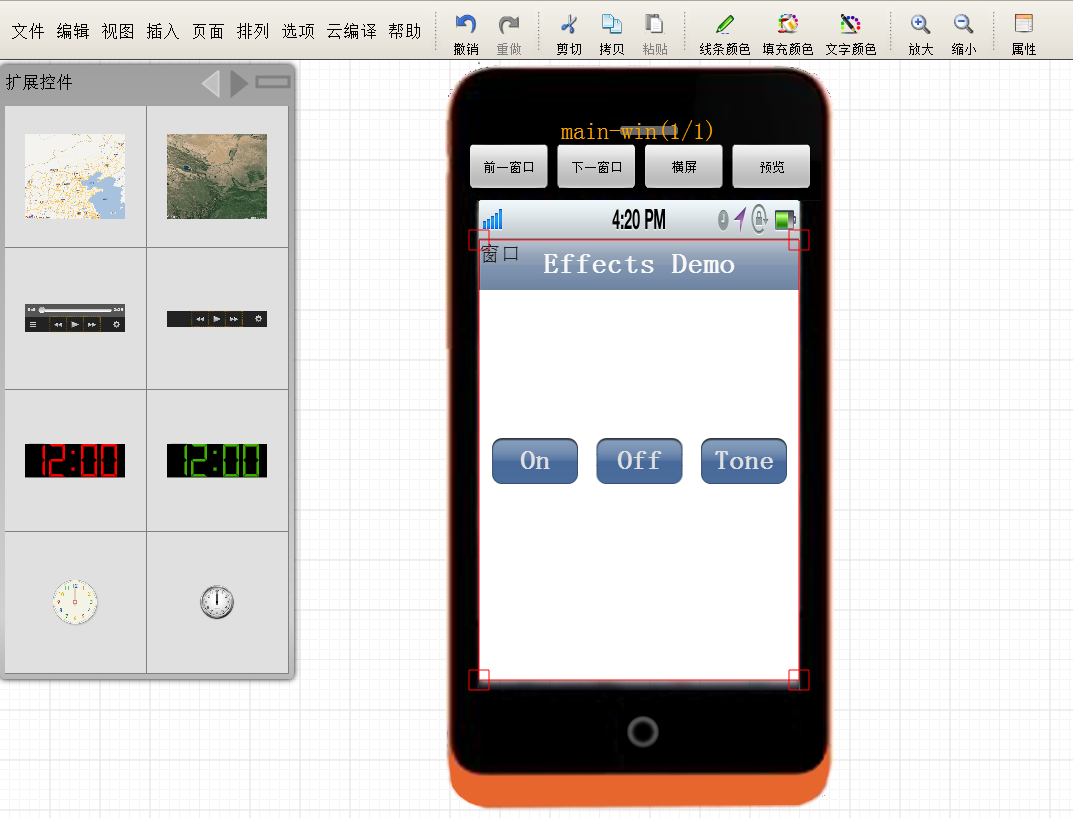 文件 编辑 视图 插入 页面 排列 选项 云编译 帮助
撤销 重做 剪切 拷贝 粘贴 线条颜色 填充颜色 文字颜色 放大 缩小 属性
扩展控件
12:00 12:00
main-win(1/1)
前一窗口 下一窗口 横屏 预览
4:20 PM
窗口
Effects Demo
On Off Tone